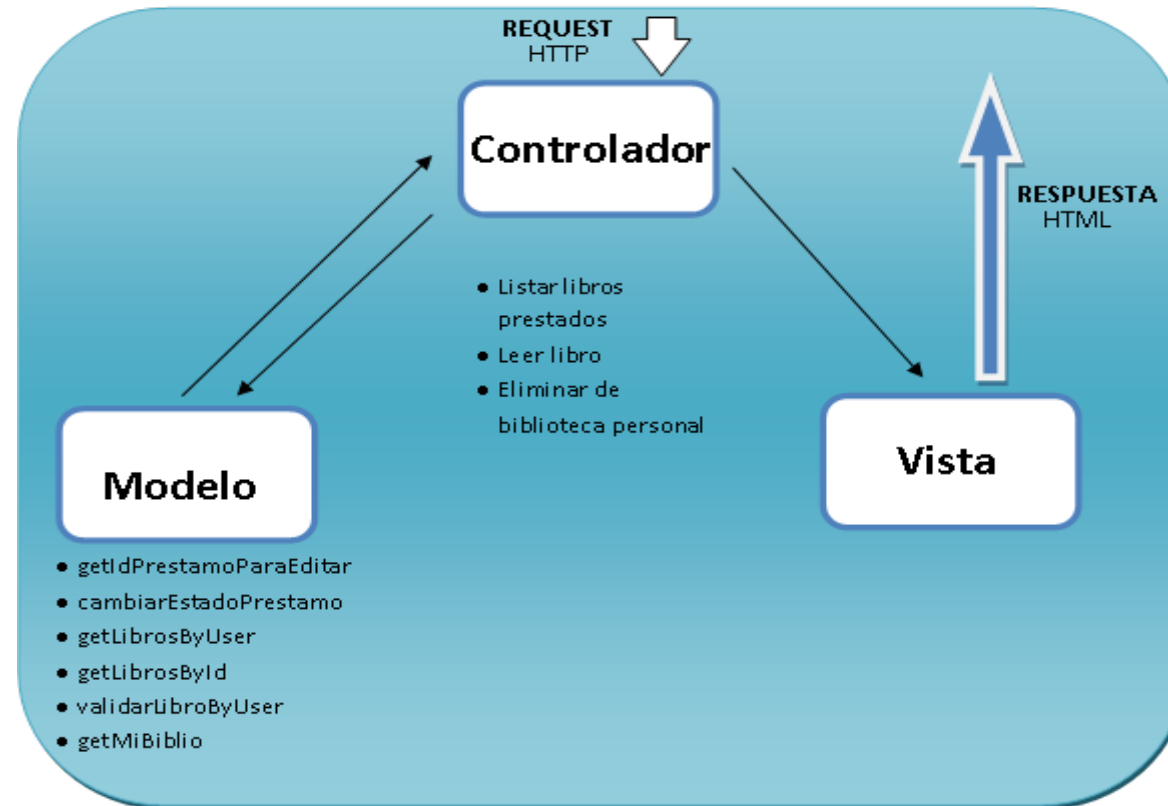 REQUEST
HTTP
Controlador
RESPUESTA
HTML
● Listar libros
prestados
● Leer libro
● Eliminar de
biblioteca personal
Modelo
Vista
● getIdPrestamoParaEditar
● cambiarEstadoPrestamo
● getLibrosByUser
● getLibrosById
● validarLibroByUser
● getMiBiblio